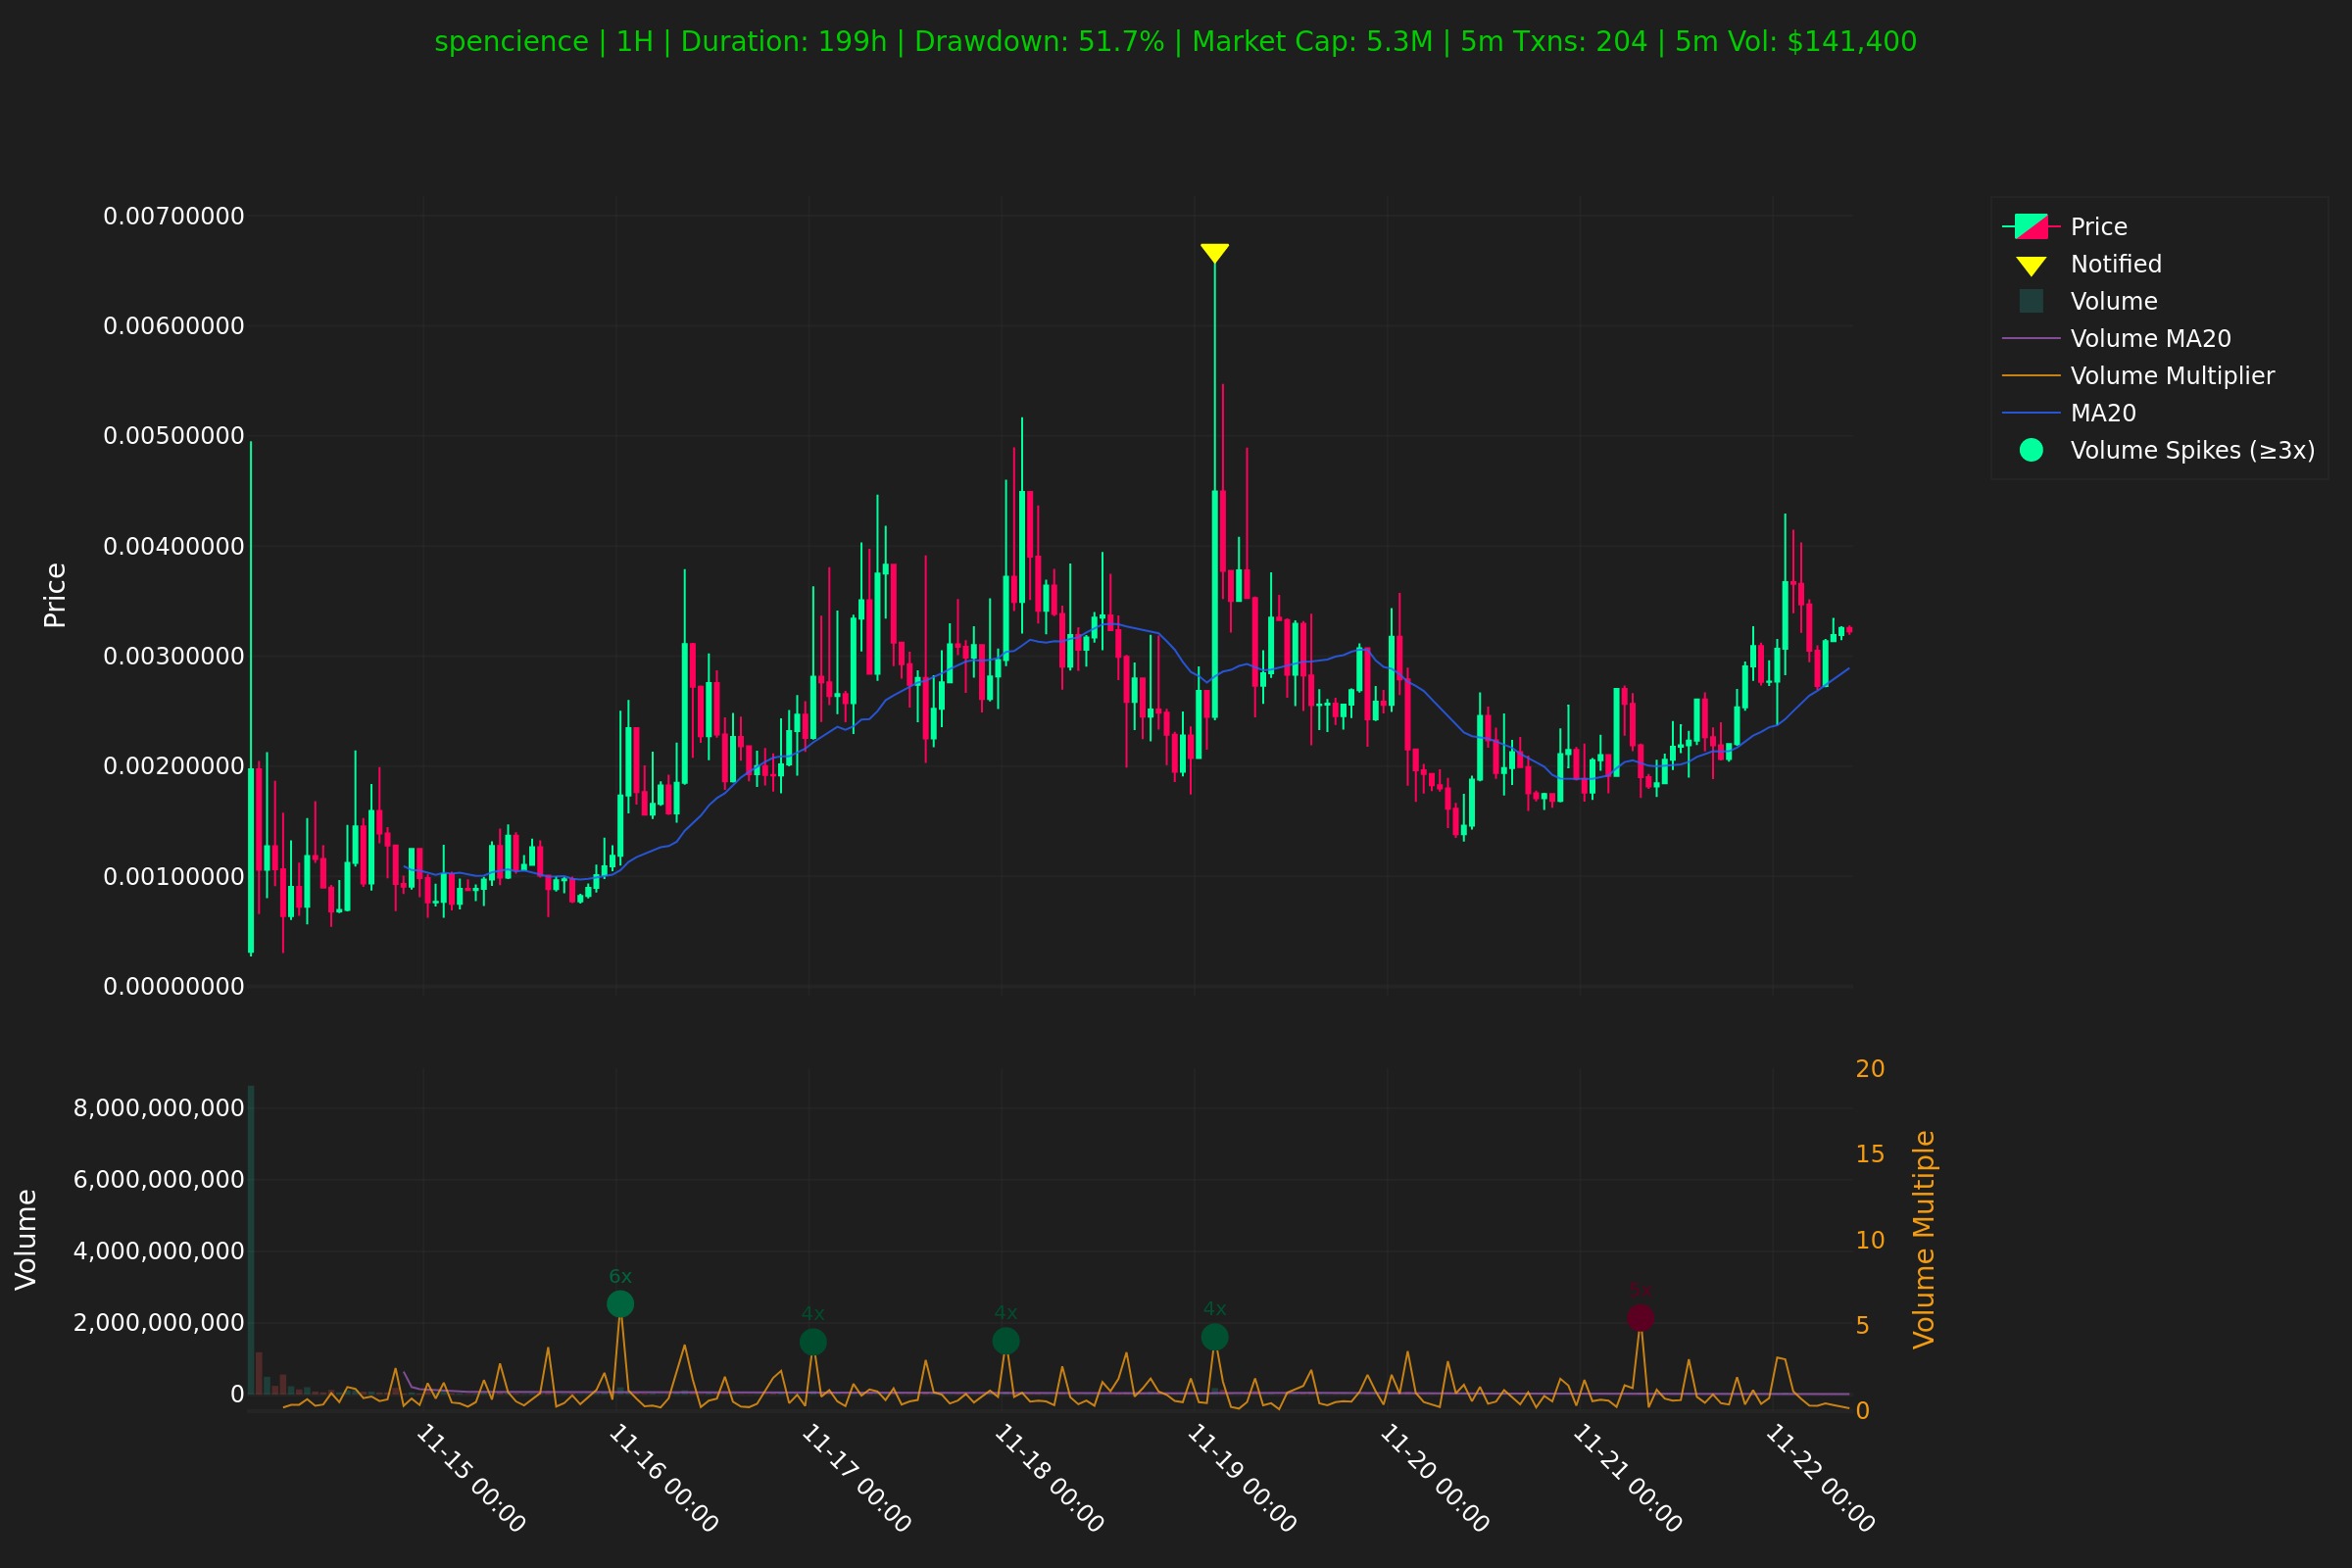 spencience | 1H | Duration: 199h | Drawdown: 51.7% | Market Cap: 5.3M | 5m Txns: 204 | 5m Vol: $141,400
0.00700000
0.00600000
0.00500000
0.00400000
0.00300000
0.00200000
0.00100000
0.00000000
Price
Price
Notified
Volume
Volume MA20
Volume Multiplier
MA20
Volume Spikes (≥3x)
8,000,000,000
6,000,000,000
4,000,000,000
2,000,000,000
0
Volume
6x
4x
4x
4x
5x
20
15
10
5
0
Volume Multiple
11-15 00:00
11-16 00:00
11-17 00:00
11-18 00:00
11-19 00:00
11-20 00:00
11-21 00:00
11-22 00:00